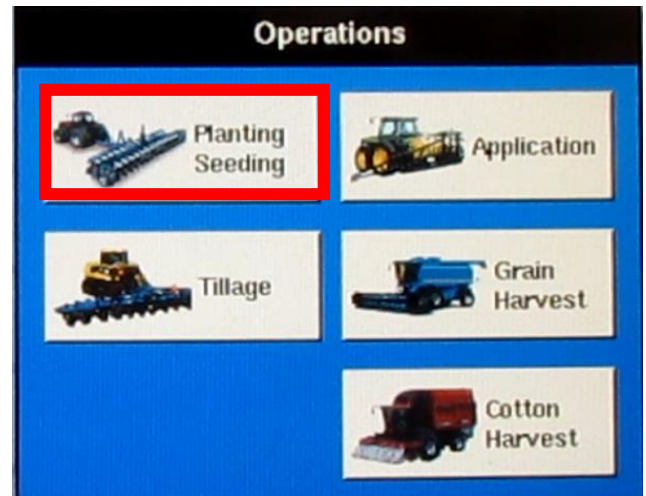 Operations
Planting
Seeding
Application
Tillage
Grain
Harvest
Cotton
Harvest